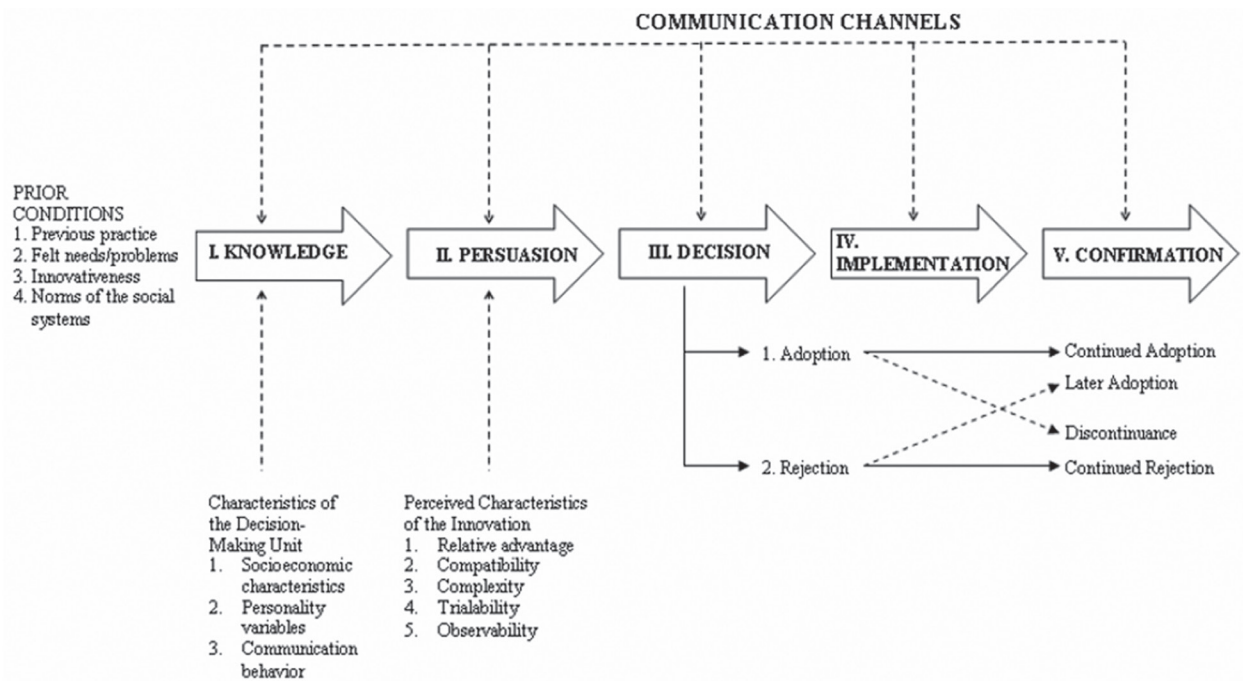 COMMUNICATION CHANNELS
PRIOR
CONDITIONS
1. Previous practice
2. Felt needs/problems
3. Innovativeness
4. Norms of the social
systems
I. KNOWLEDGE
II. PERSUASION
III. DECISION
IV.
IMPLEMENTATION
V. CONFIRMATION
1. Adoption
2. Rejection
Continued Adoption
Later Adoption
Discontinuance
Continued Rejection
Characteristics of
the Decision-
Making Unit
1. Socioeconomic
characteristics
2. Personality
variables
3. Communication
behavior
Perceived Characteristics
of the Innovation
1. Relative advantage
2. Compatibility
3. Complexity
4. Trialability
5. Observability